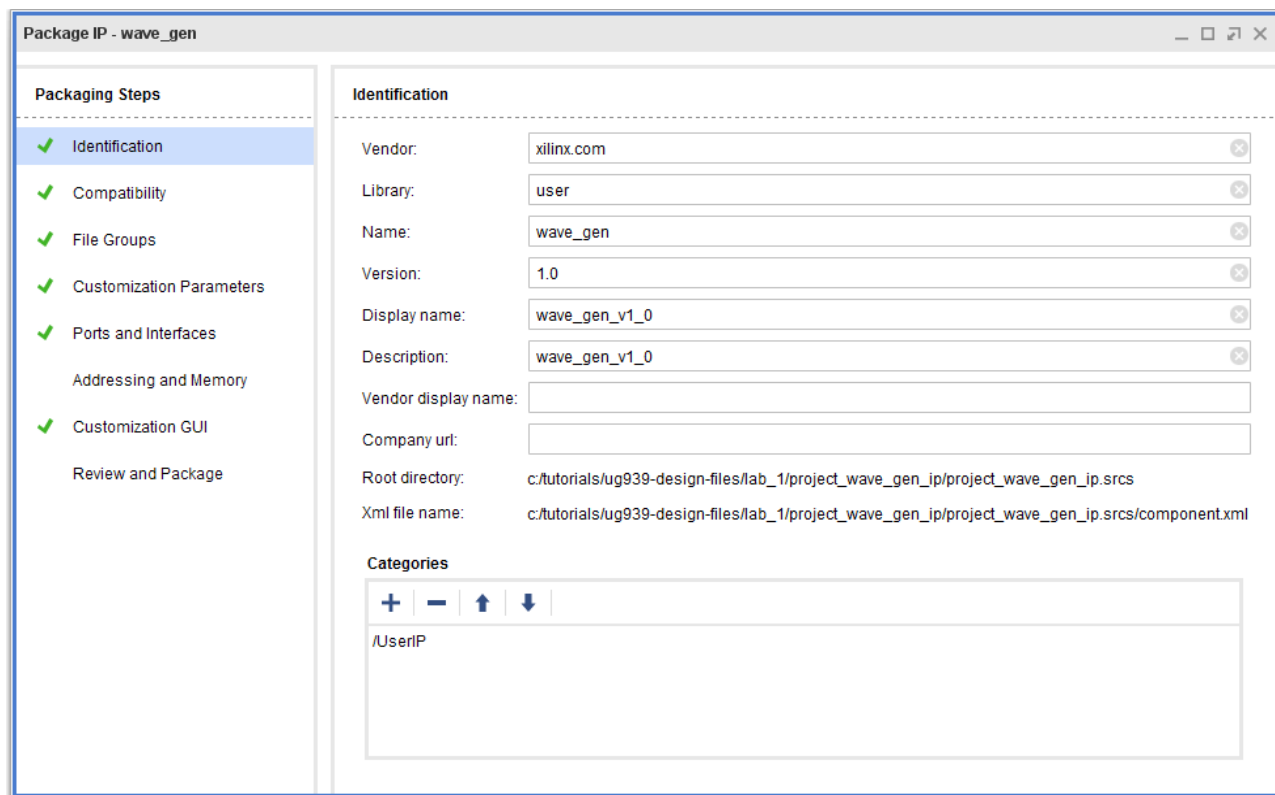 Package IP - wave_gen
Packaging Steps
Identification
Compatibility
File Groups
Customization Parameters
Ports and Interfaces
Addressing and Memory
Customization GUI
Review and Package
Identification
Vendor: xilinx.com
Library: user
Name: wave_gen
Version: 1.0
Display name: wave_gen_v1_0
Description: wave_gen_v1_0
Vendor display name:
Company url:
Root directory: c:/tutorials/ug939-design-files/lab_1/project_wave_gen_ip/project_wave_gen_ip.srcs
Xml file name: c:/tutorials/ug939-design-files/lab_1/project_wave_gen_ip/project_wave_gen_ip.srcs/component.xml
Categories
/UserIP